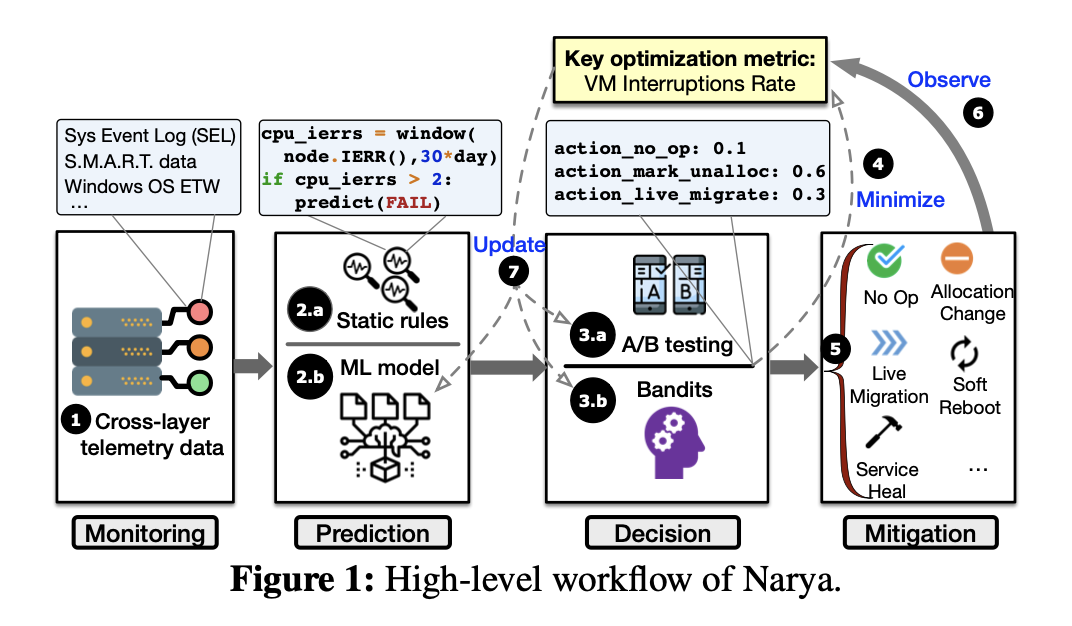 Key optimization metric:
VM Interruptions Rate
Observe
6
Sys Event Log (SEL)
S.M.A.R.T. data
Windows OS ETW
...
cpu_ierrs = window(
node.IERR(),30*day)
if cpu_ierrs > 2:
predict(FAIL)
action_no_op: 0.1
action_mark_unalloc: 0.6
action_live_migrate: 0.3
4
Minimize
Update
7
1
Cross-layer
telemetry data
2.a
Static rules
2.b
ML model
3.a
A B
A/B testing
3.b
Bandits
5
No Op
Allocation
Change
Live
Migration
Soft
Reboot
Service
Heal
...
Monitoring
Prediction
Decision
Mitigation
Figure 1: High-level workflow of Narya.